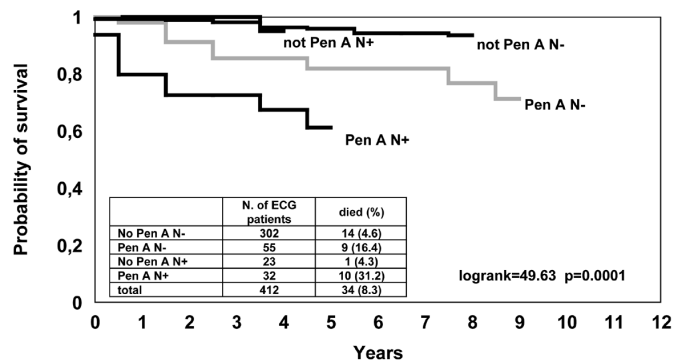 Probability of survival
1
0,8
0,6
0,4
0,2
0
not Pen A N+
not Pen A N-
Pen A N-
Pen A N+
N. of ECG patients died (%)
No Pen A N- 302 14 (4.6)
Pen A N- 55 9 (16.4)
No Pen A N+ 23 1 (4.3)
Pen A N+ 32 10 (31.2)
total 412 34 (8.3)
logrank=49.63 p=0.0001
0 1 2 3 4 5 6 7 8 9 10 11 12
Years